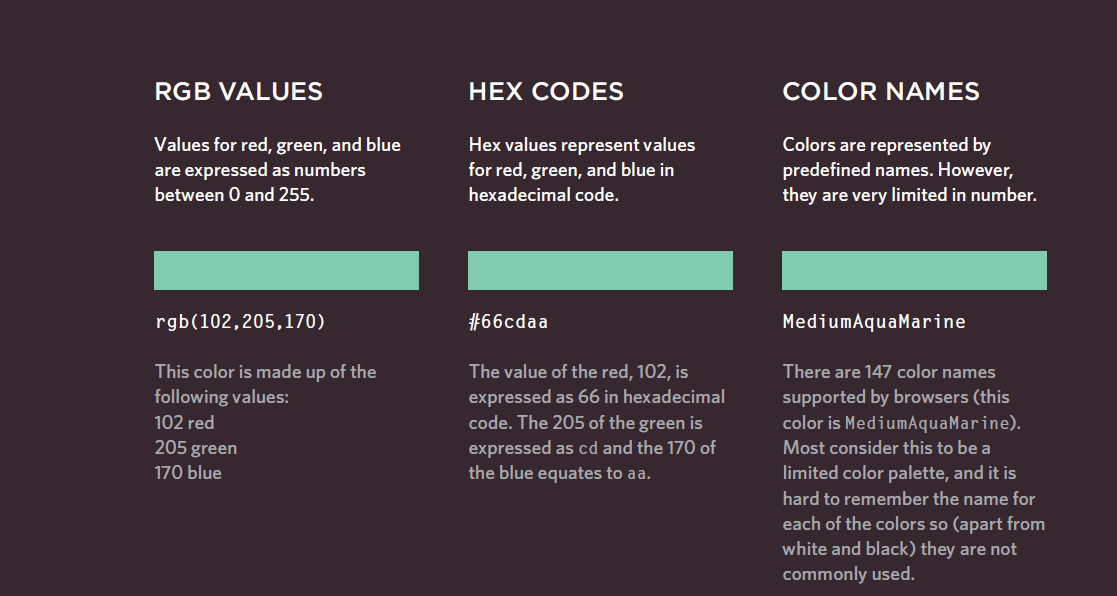 RGB VALUES
Values for red, green, and blue
are expressed as numbers
between 0 and 255.
rgb(102,205,170)
This color is made up of the
following values:
102 red
205 green
170 blue
HEX CODES
Hex values represent values
for red, green, and blue in
hexadecimal code.
#66cdaa
The value of the red, 102, is
expressed as 66 in hexadecimal
code. The 205 of the green is
expressed as cd and the 170 of
the blue equates to aa.
COLOR NAMES
Colors are represented by
predefined names. However,
they are very limited in number.
MediumAquaMarine
There are 147 color names
supported by browsers (this
color is MediumAquaMarine).
Most consider this to be a
limited color palette, and it is
hard to remember the name for
each of the colors so (apart from
white and black) they are not
commonly used.